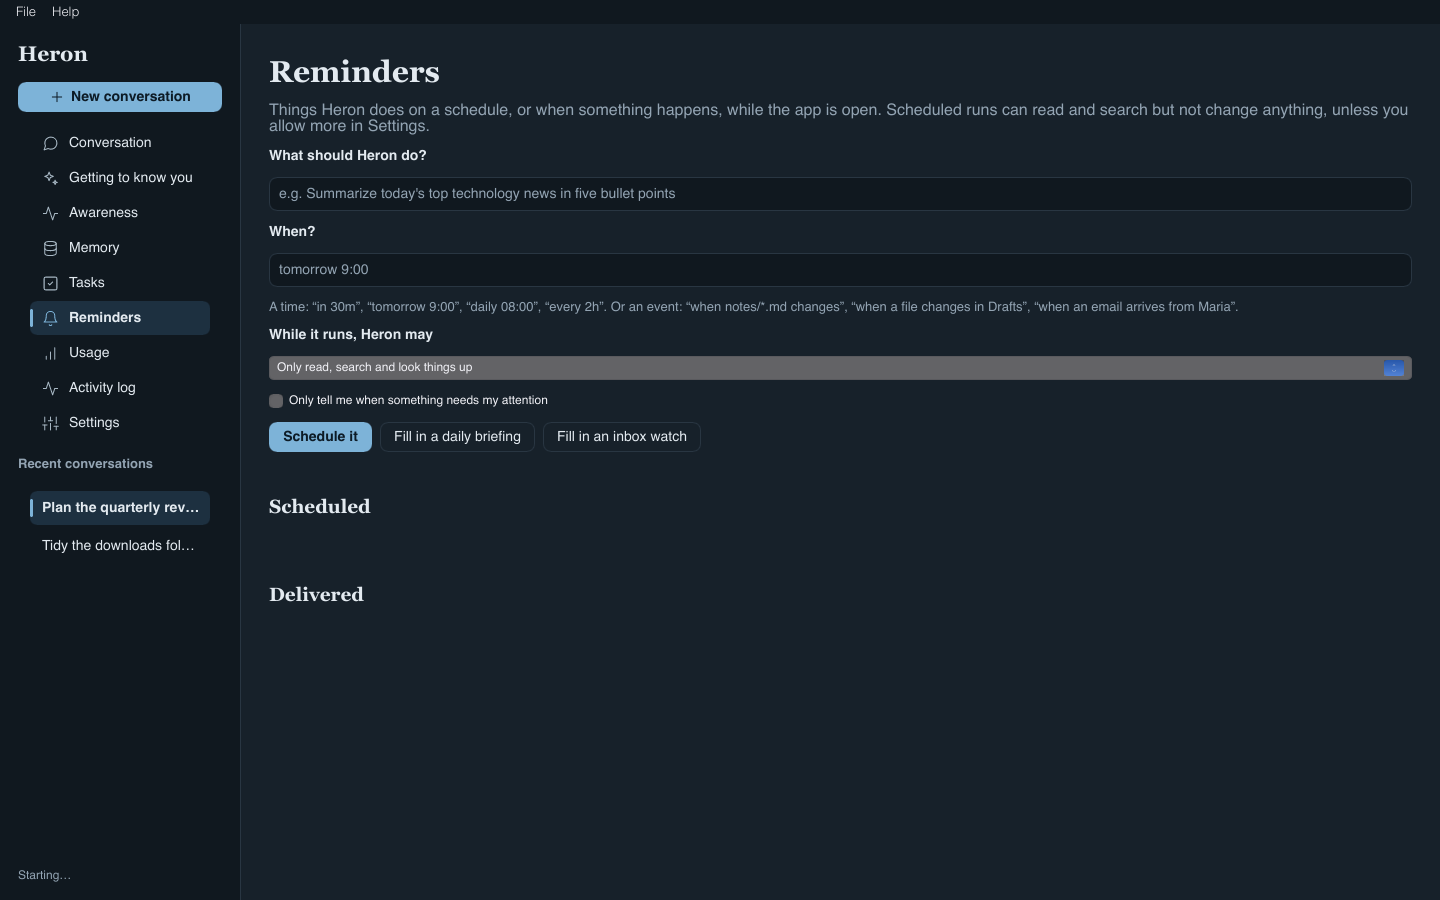 File Help
Heron
New conversation
Conversation
Getting to know you
Awareness
Memory
Tasks
Reminders
Usage
Activity log
Settings
Recent conversations
Plan the quarterly rev…
Tidy the downloads fol…
Starting…
Reminders
Things Heron does on a schedule, or when something happens, while the app is open. Scheduled runs can read and search but not change anything, unless you
allow more in Settings.
What should Heron do?
e.g. Summarize today's top technology news in five bullet points
When?
tomorrow 9:00
A time: “in 30m”, “tomorrow 9:00”, “daily 08:00”, “every 2h”. Or an event: “when notes/*.md changes”, “when a file changes in Drafts”, “when an email arrives from Maria”.
While it runs, Heron may
Only read, search and look things up
Only tell me when something needs my attention
Schedule it
Fill in a daily briefing
Fill in an inbox watch
Scheduled
Delivered